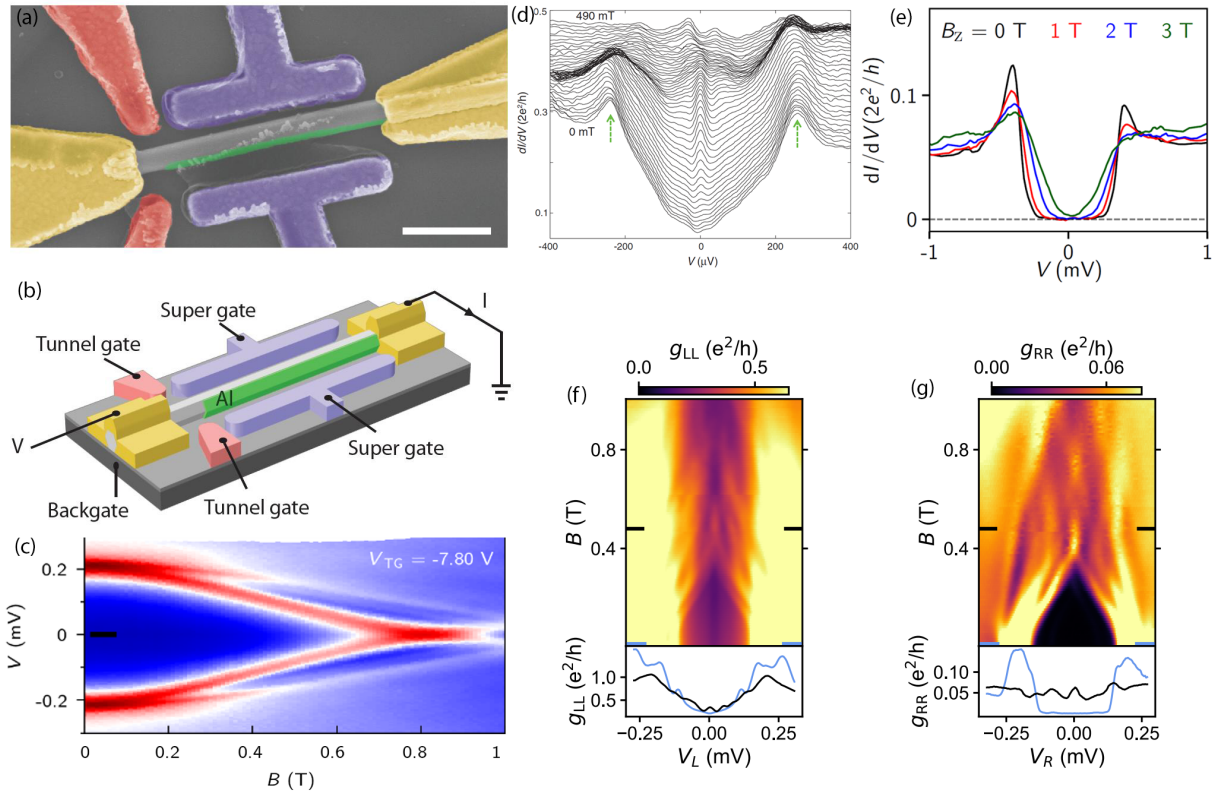 (a)
(b)
Super gate
Tunnel gate
I
Al
V
Super gate
Backgate
Tunnel gate
(c)
V_TG = -7.80 V
0.2
0
-0.2
V (mV)
0
0.2
0.4
0.6
0.8
1
B (T)
(d)
490 mT
0 mT
0.5
0.3
0.1
dI/dV (2e²/h)
-400
-200
0
200
400
V (μV)
(e)
B_Z = 0 T 1 T 2 T 3 T
0.1
0
dI/dV (2e²/h)
-1
0
1
V (mV)
(f)
g_LL (e²/h)
0.0
0.5
0.8
0.4
B (T)
1.0
0.5
g_LL (e²/h)
−0.25
0.00
0.25
V_L (mV)
(g)
g_RR (e²/h)
0.000
0.06
0.8
0.4
B (T)
0.10
0.05
g_RR (e²/h)
−0.25
0.00
0.25
V_R (mV)